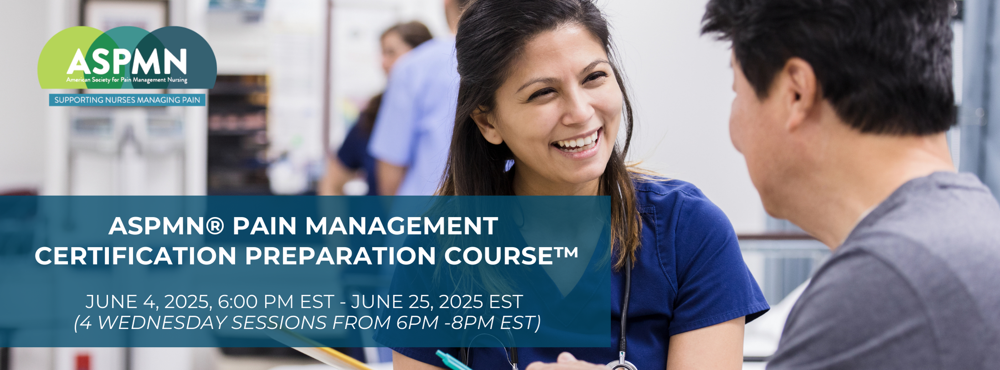 ASPMN
American Society for Pain Management Nursing
SUPPORTING NURSES MANAGING PAIN
ASPMN® PAIN MANAGEMENT
CERTIFICATION PREPARATION COURSE™
JUNE 4, 2025, 6:00 PM EST - JUNE 25, 2025 EST
(4 WEDNESDAY SESSIONS FROM 6PM -8PM EST)